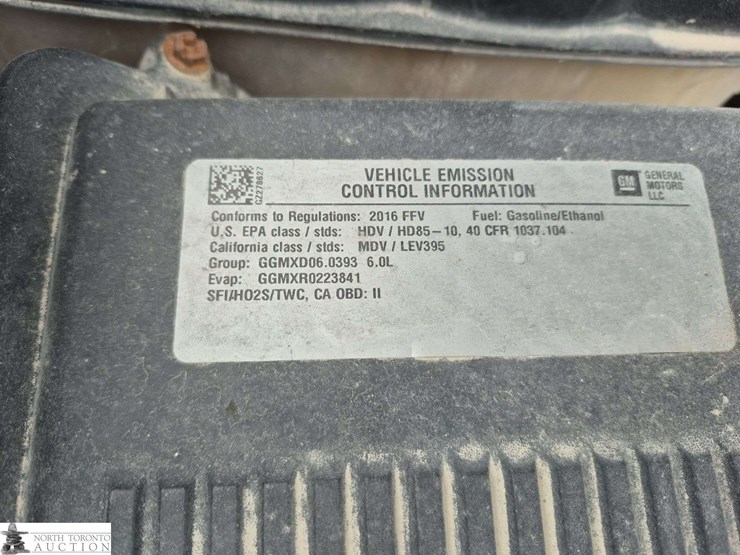 VEHICLE EMISSION
CONTROL INFORMATION
GZ278627
GM GENERAL
MOTORS
LLC
Conforms to Regulations: 2016 FFV Fuel: Gasoline/Ethanol
U.S. EPA class / stds: HDV / HD85-10, 40 CFR 1037.104
California class / stds: MDV / LEV395
Group: GGMXD06.0393 6.0L
Evap: GGMXR0223841
SFI/HO2S/TWC, CA OBD: II
NORTH TORONTO
AUCTION